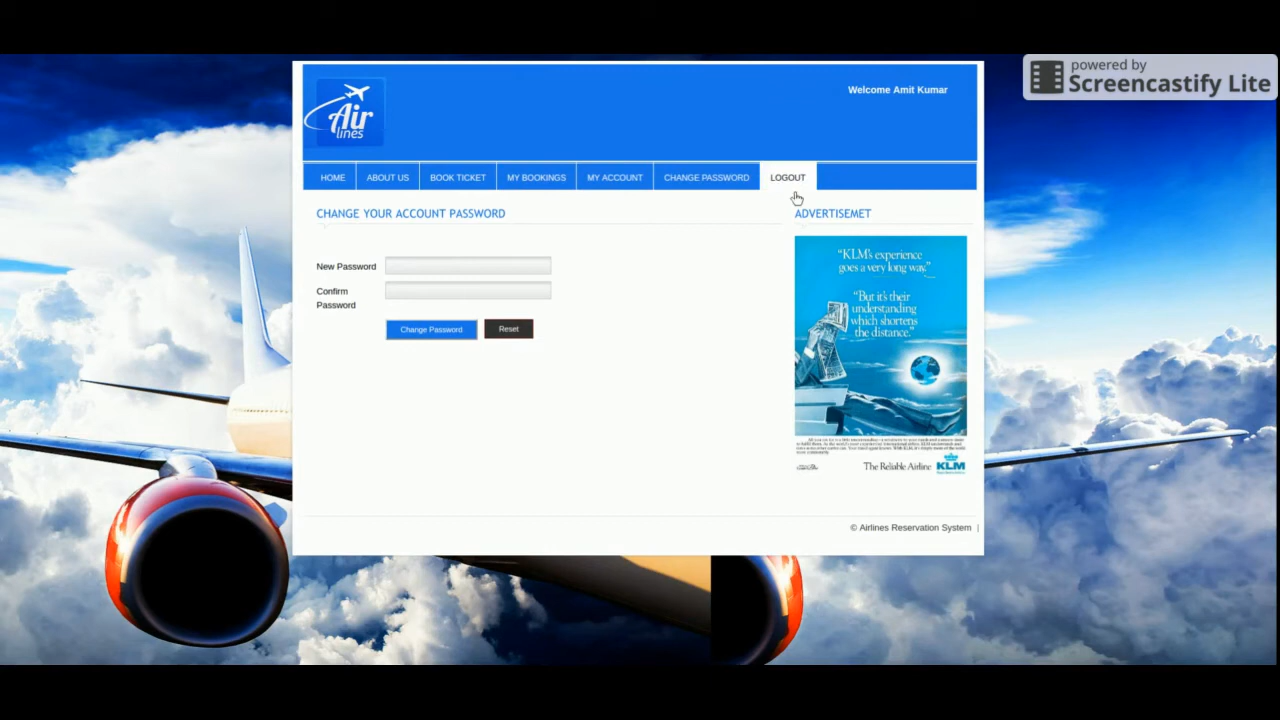 powered by
Screencastify Lite
Welcome Amit Kumar
Air
lines
HOME ABOUT US BOOK TICKET MY BOOKINGS MY ACCOUNT CHANGE PASSWORD LOGOUT
CHANGE YOUR ACCOUNT PASSWORD
New Password
Confirm
Password
Change Password Reset
ADVERTISEMET
“KLM's experience
goes a very long way.”
“But it's their
understanding
which shortens
the distance.”
The Reliable Airline KLM
© Airlines Reservation System |